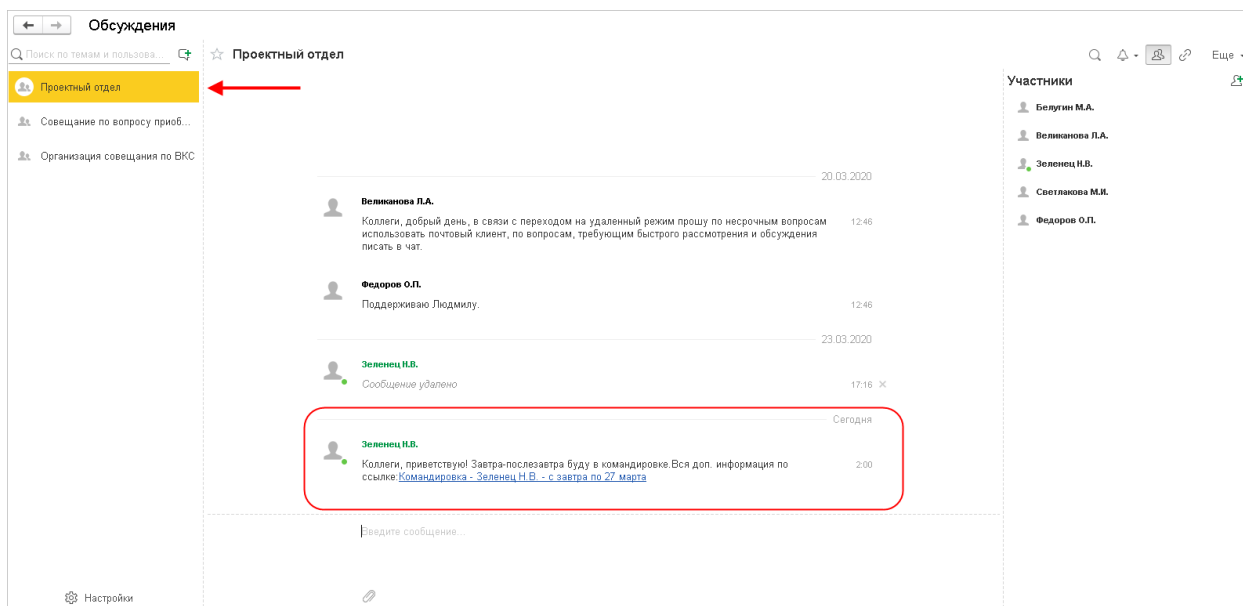 Обсуждения
Поиск по темам и пользова...
Проектный отдел
Совещание по вопросу приоб...
Организация совещания по ВКС
Настройки
Проектный отдел
Еще
20.03.2020
Великанова Л.А.
Коллеги, добрый день, в связи с переходом на удаленный режим прошу по несрочным вопросам 12:46
использовать почтовый клиент, по вопросам, требующим быстрого рассмотрения и обсуждения
писать в чат.
Федоров О.П.
Поддерживаю Людмилу. 12:46
23.03.2020
Зеленец Н.В.
Сообщение удалено 17:16
Сегодня
Зеленец Н.В.
Коллеги, приветствую! Завтра-послезавтра буду в командировке.Вся доп. информация по 2:00
ссылке:Командировка - Зеленец Н.В. - с завтра по 27 марта
Введите сообщение...
Участники
Белугин М.А.
Великанова Л.А.
Зеленец Н.В.
Светлакова М.И.
Федоров О.П.